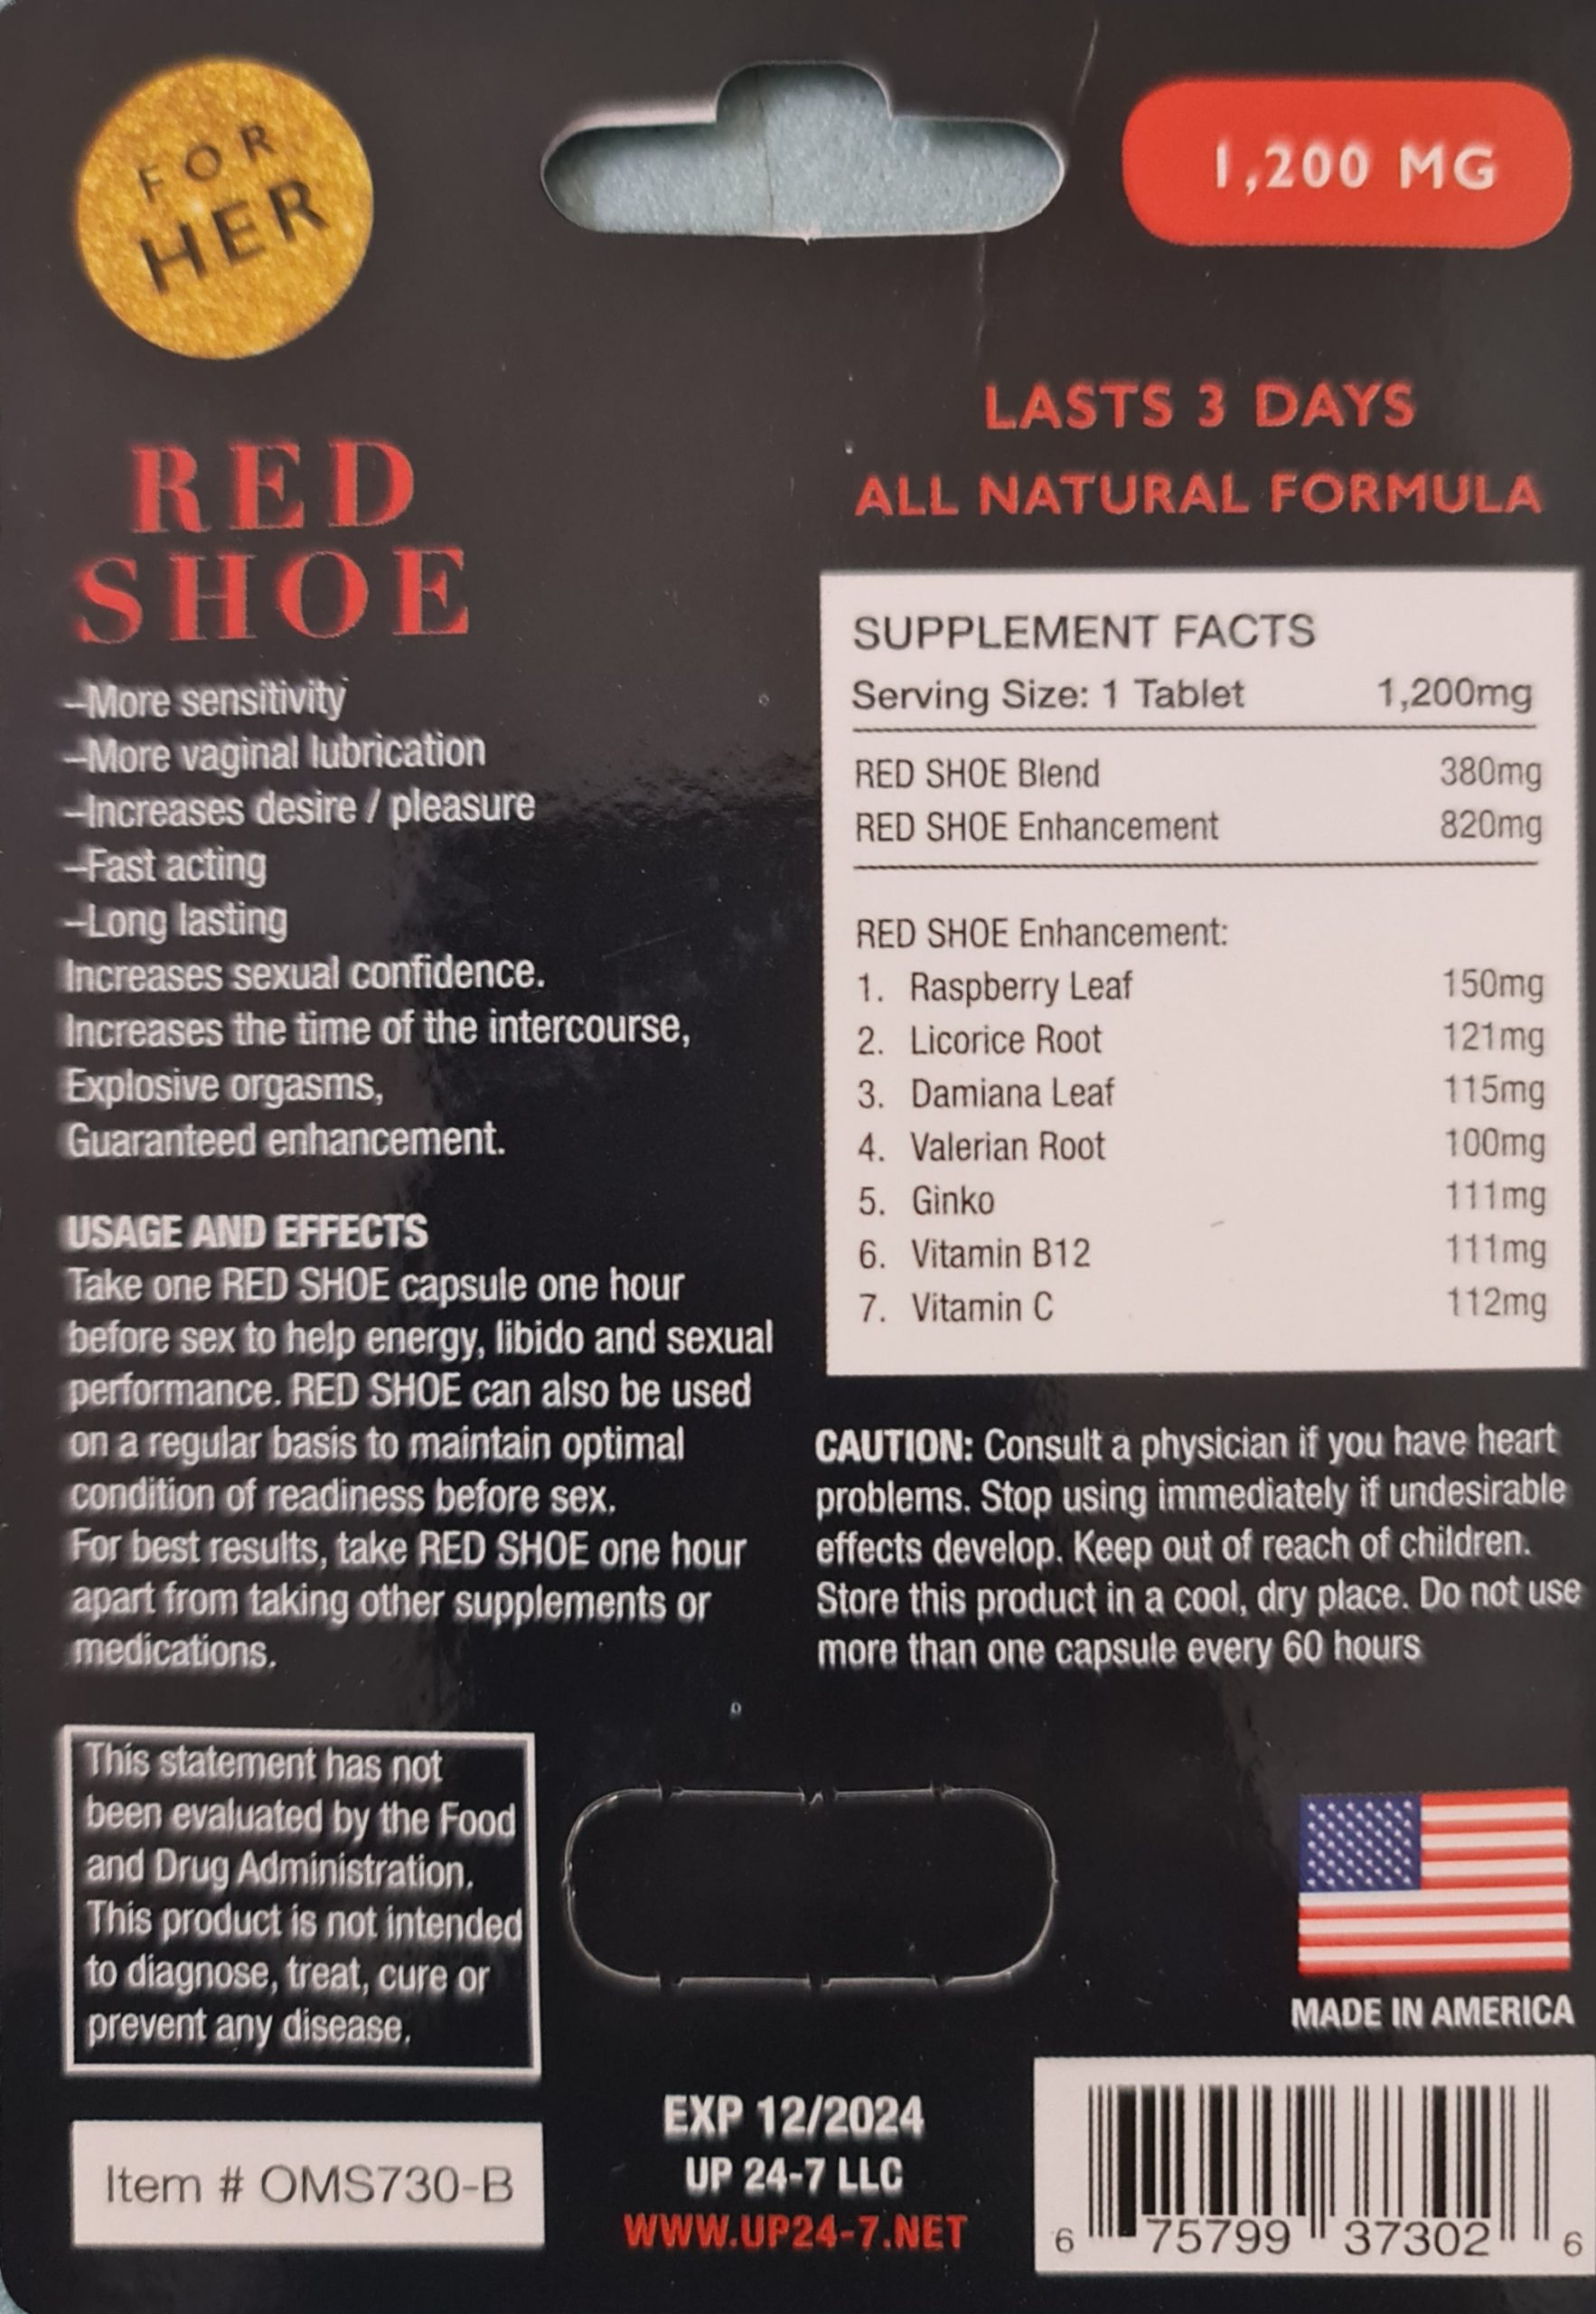 FOR
HER
1,200 MG
RED
SHOE
–More sensitivity
–More vaginal lubrication
–Increases desire / pleasure
–Fast acting
–Long lasting
Increases sexual confidence.
Increases the time of the intercourse,
Explosive orgasms,
Guaranteed enhancement.
USAGE AND EFFECTS
Take one RED SHOE capsule one hour
before sex to help energy, libido and sexual
performance. RED SHOE can also be used
on a regular basis to maintain optimal
condition of readiness before sex.
For best results, take RED SHOE one hour
apart from taking other supplements or
medications.
This statement has not
been evaluated by the Food
and Drug Administration.
This product is not intended
to diagnose, treat, cure or
prevent any disease.
Item # OMS730-B
LASTS 3 DAYS
ALL NATURAL FORMULA
SUPPLEMENT FACTS
Serving Size: 1 Tablet 1,200mg
RED SHOE Blend 380mg
RED SHOE Enhancement 820mg
RED SHOE Enhancement:
1. Raspberry Leaf 150mg
2. Licorice Root 121mg
3. Damiana Leaf 115mg
4. Valerian Root 100mg
5. Ginko 111mg
6. Vitamin B12 111mg
7. Vitamin C 112mg
CAUTION: Consult a physician if you have heart
problems. Stop using immediately if undesirable
effects develop. Keep out of reach of children.
Store this product in a cool, dry place. Do not use
more than one capsule every 60 hours
MADE IN AMERICA
EXP 12/2024
UP 24-7 LLC
WWW.UP24-7.NET
6 75799 37302 6